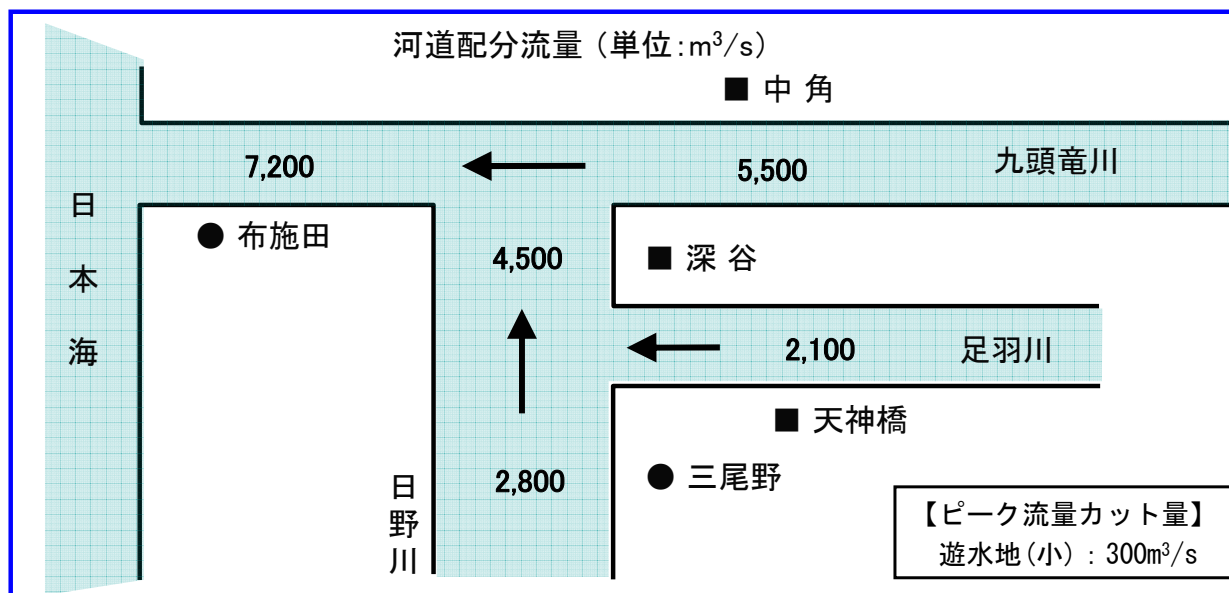 河道配分流量（単位：m³/s）
■ 中 角
7,200
5,500
九頭竜川
日本海
● 布施田
4,500
■ 深 谷
2,100
足羽川
■ 天神橋
日野川
2,800
● 三尾野
【ピーク流量カット量】
遊水地（小）：300m³/s